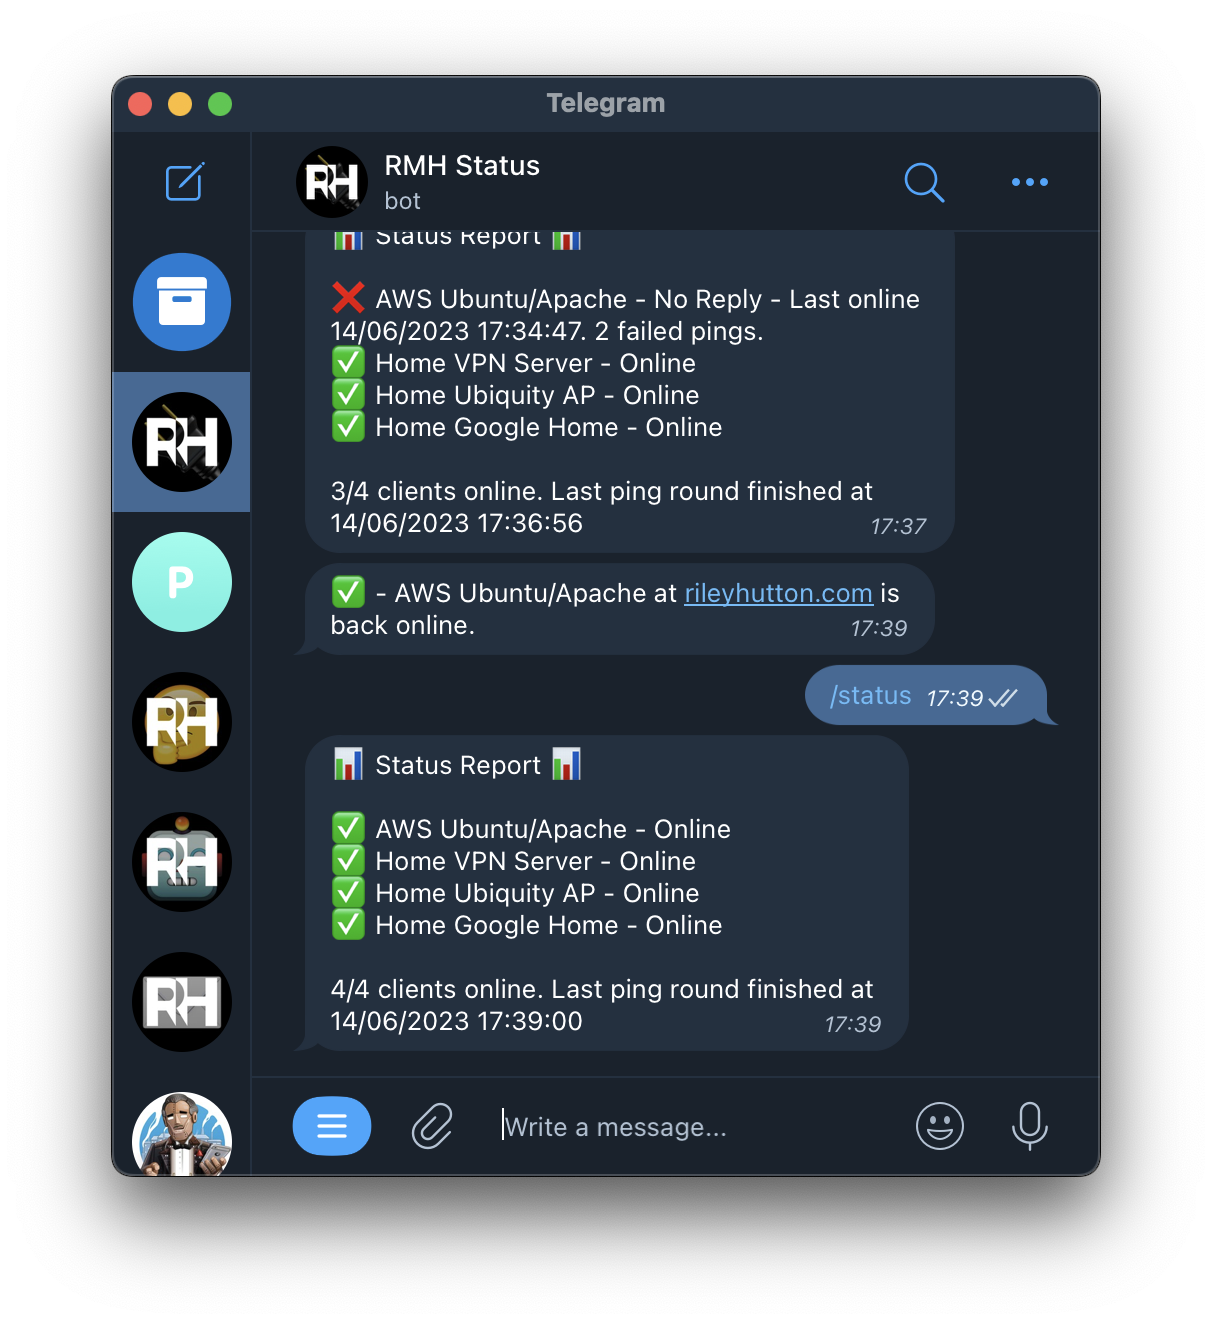 Telegram
RMH Status
bot
RH
Status Report
AWS Ubuntu/Apache - No Reply - Last online
14/06/2023 17:34:47. 2 failed pings.
Home VPN Server - Online
Home Ubiquity AP - Online
Home Google Home - Online
3/4 clients online. Last ping round finished at
14/06/2023 17:36:56
17:37
- AWS Ubuntu/Apache at rileyhutton.com is
back online.
17:39
/status 17:39
Status Report
AWS Ubuntu/Apache - Online
Home VPN Server - Online
Home Ubiquity AP - Online
Home Google Home - Online
4/4 clients online. Last ping round finished at
14/06/2023 17:39:00
17:39
Write a message...
RH
P
RH
RH
RH